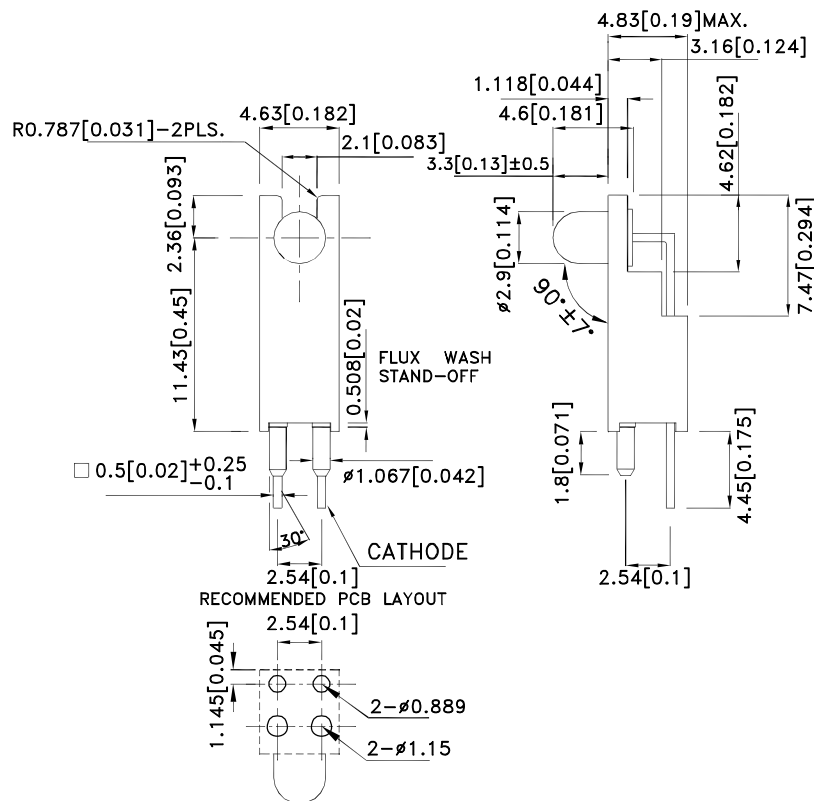 4.83[0.19]MAX.
3.16[0.124]
1.118[0.044]
4.63[0.182]
4.6[0.181]
R0.787[0.031]-2PLS.
2.1[0.083]
3.3[0.13]±0.5
4.62[0.182]
2.36[0.093]
ø2.9[0.114]
7.47[0.294]
90°±7°
11.43[0.45]
0.508[0.02]
FLUX WASH
STAND-OFF
□ 0.5[0.02]+0.25
-0.1
ø1.067[0.042]
1.8[0.071]
4.45[0.175]
30°
CATHODE
2.54[0.1]
2.54[0.1]
RECOMMENDED PCB LAYOUT
2.54[0.1]
1.145[0.045]
2-ø0.889
2-ø1.15